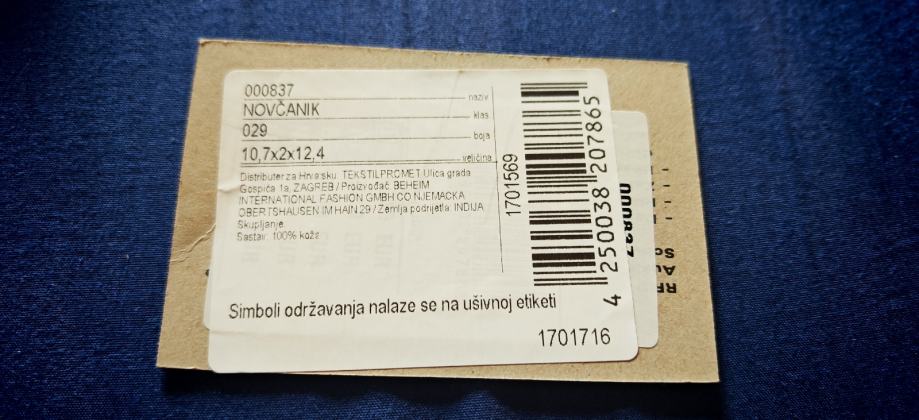 000837
naziv
NOVČANIK
klas.
029
boja
10,7x2x12,4
veličina
Distributer za Hrvatsku: TEKSTILPROMET Ulica grada
Gospića 1a, ZAGREB / Proizvođač: BEHEIM
INTERNATIONAL FASHION GMBH CO NJEMAČKA
OBERTSHAUSEN IM HAIN 29 / Zemlja podrijetla: INDIJA
Skupljanje:
Sastav: 100% koža
Simboli održavanja nalaze se na ušivnoj etiketi
1701716
1701569
4 250038 207865
000837